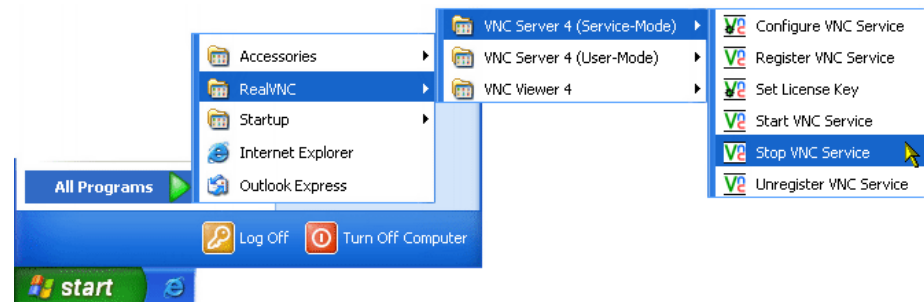 VNC Server 4 (Service-Mode)
VNC Server 4 (User-Mode)
VNC Viewer 4
Configure VNC Service
Register VNC Service
Set License Key
Start VNC Service
Stop VNC Service
Unregister VNC Service
Accessories
RealVNC
Startup
Internet Explorer
Outlook Express
All Programs
Log Off
Turn Off Computer
start